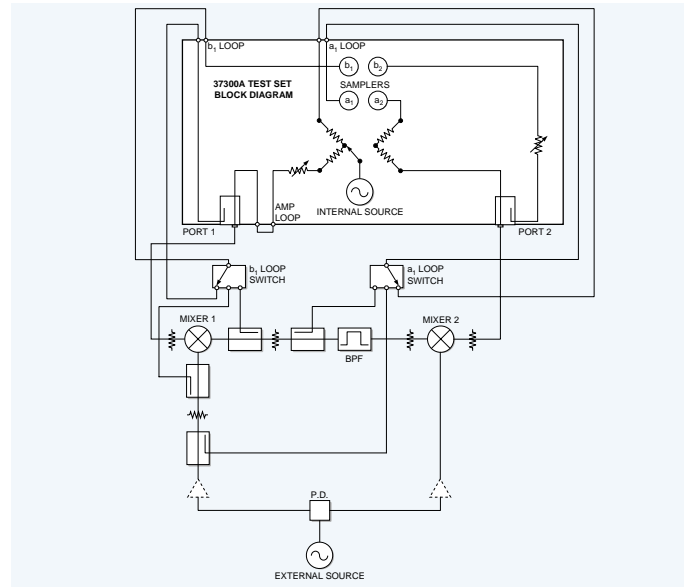 b1 LOOP
a1 LOOP
37300A TEST SET
BLOCK DIAGRAM
b1
b2
SAMPLERS
a1
a2
INTERNAL SOURCE
AMP
LOOP
PORT 1
PORT 2
b1 LOOP
SWITCH
a1 LOOP
SWITCH
MIXER 1
MIXER 2
BPF
P.D.
EXTERNAL SOURCE